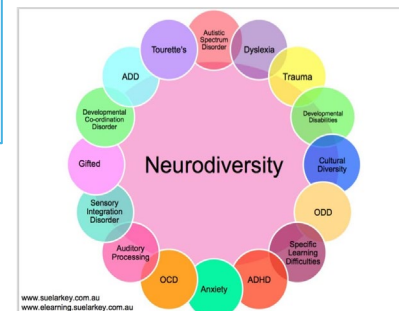 Autistic
Spectrum
Disorder
Dyslexia
Trauma
Developmental
Disabilities
Cultural
Diversity
ODD
Specific
Learning
Difficulties
ADHD
Anxiety
OCD
Auditory
Processing
Sensory
Integration
Disorder
Gifted
Developmental
Co-ordination
Disorder
ADD
Tourette's
Neurodiversity
www.suelarkey.com.au
www.elearning.suelarkey.com.au